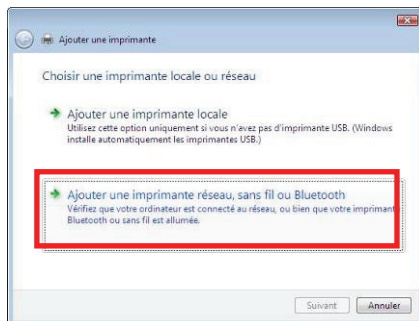 Ajouter une imprimante
Choisir une imprimante locale ou réseau
Ajouter une imprimante locale
Utilisez cette option uniquement si vous n'avez pas d'imprimante USB. (Windows
installe automatiquement les imprimantes USB.)
Ajouter une imprimante réseau, sans fil ou Bluetooth
Vérifiez que votre ordinateur est connecté au réseau, ou bien que votre imprimant
Bluetooth ou sans fil est allumée.
Suivant Annuler